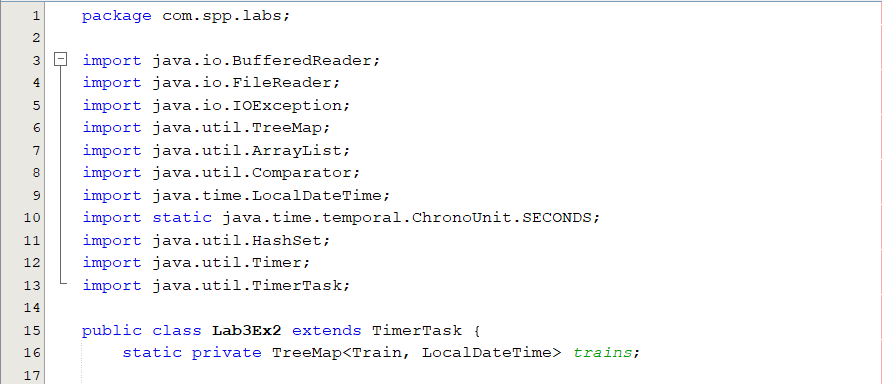 1 package com.spp.labs;
2
3 import java.io.BufferedReader;
4 import java.io.FileReader;
5 import java.io.IOException;
6 import java.util.TreeMap;
7 import java.util.ArrayList;
8 import java.util.Comparator;
9 import java.time.LocalDateTime;
10 import static java.time.temporal.ChronoUnit.SECONDS;
11 import java.util.HashSet;
12 import java.util.Timer;
13 import java.util.TimerTask;
14
15 public class Lab3Ex2 extends TimerTask {
16     static private TreeMap<Train, LocalDateTime> trains;
17